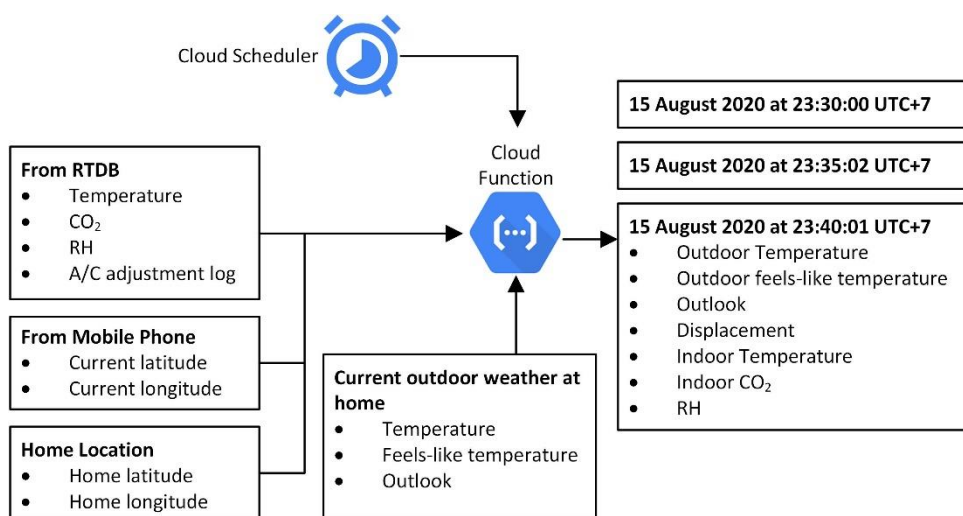 Cloud Scheduler
Cloud
Function
From RTDB
• Temperature
• CO₂
• RH
• A/C adjustment log
From Mobile Phone
• Current latitude
• Current longitude
Home Location
• Home latitude
• Home longitude
Current outdoor weather at
home
• Temperature
• Feels-like temperature
• Outlook
15 August 2020 at 23:30:00 UTC+7
15 August 2020 at 23:35:02 UTC+7
15 August 2020 at 23:40:01 UTC+7
• Outdoor Temperature
• Outdoor feels-like temperature
• Outlook
• Displacement
• Indoor Temperature
• Indoor CO₂
• RH